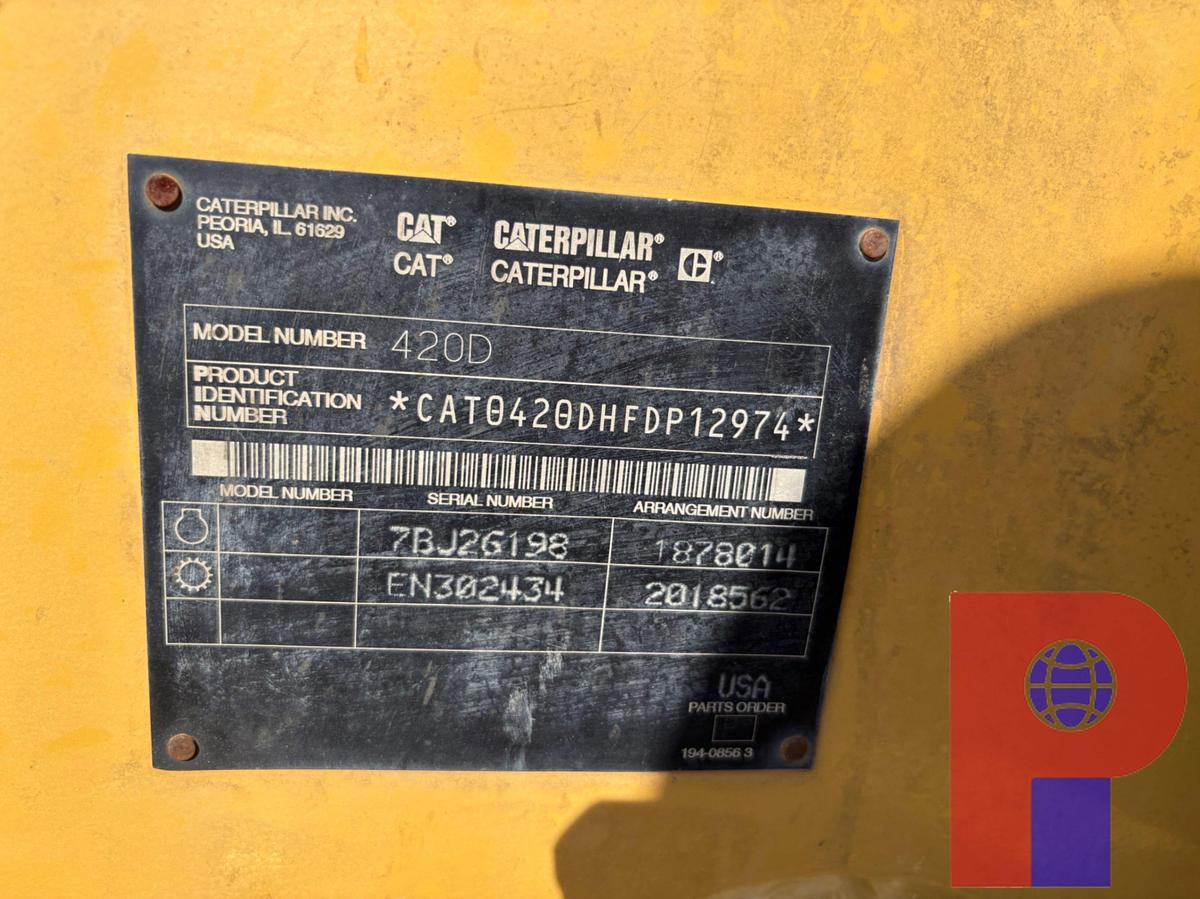 CATERPILLAR INC.
PEORIA, IL. 61629
USA
CAT® CATERPILLAR® ®
CAT® CATERPILLAR®
MODEL NUMBER 420D
PRODUCT
IDENTIFICATION
NUMBER
*CAT0420DHFDP12974*
MODEL NUMBER SERIAL NUMBER ARRANGEMENT NUMBER
7BJ26198 1878014
EN302434 2018562
USA
PARTS ORDER
194-0856 3